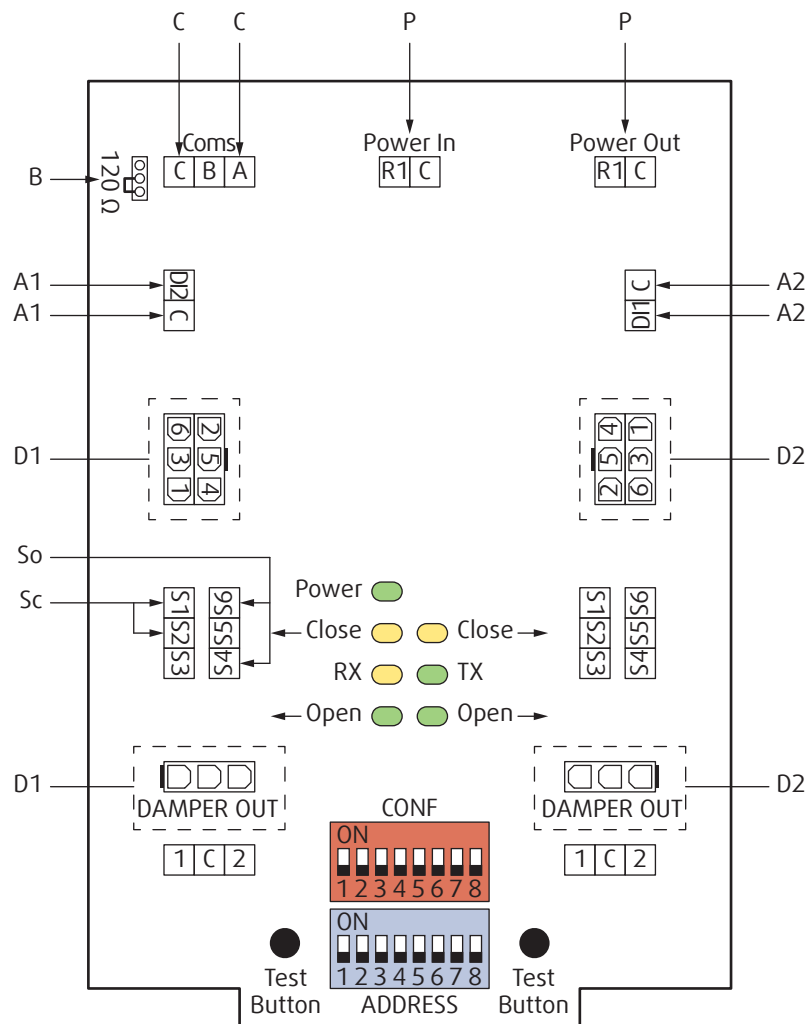 C C P P
Coms Power In Power Out
120 Ω
C B A R1 C R1 C
B
A1 DI2 C A2
A1 C DI1 A2
6 2 4 1
D1 3 5 5 3 D2
1 4 2 6
So
Power
Sc S1 S6 S1 S6
S2 S5 Close Close S2 S5
S3 S4 RX TX S3 S4
Open Open
D1 D2
DAMPER OUT CONF DAMPER OUT
ON
1 C 2 1 2 3 4 5 6 7 8 1 C 2
ON
Test 1 2 3 4 5 6 7 8 Test
Button ADDRESS Button